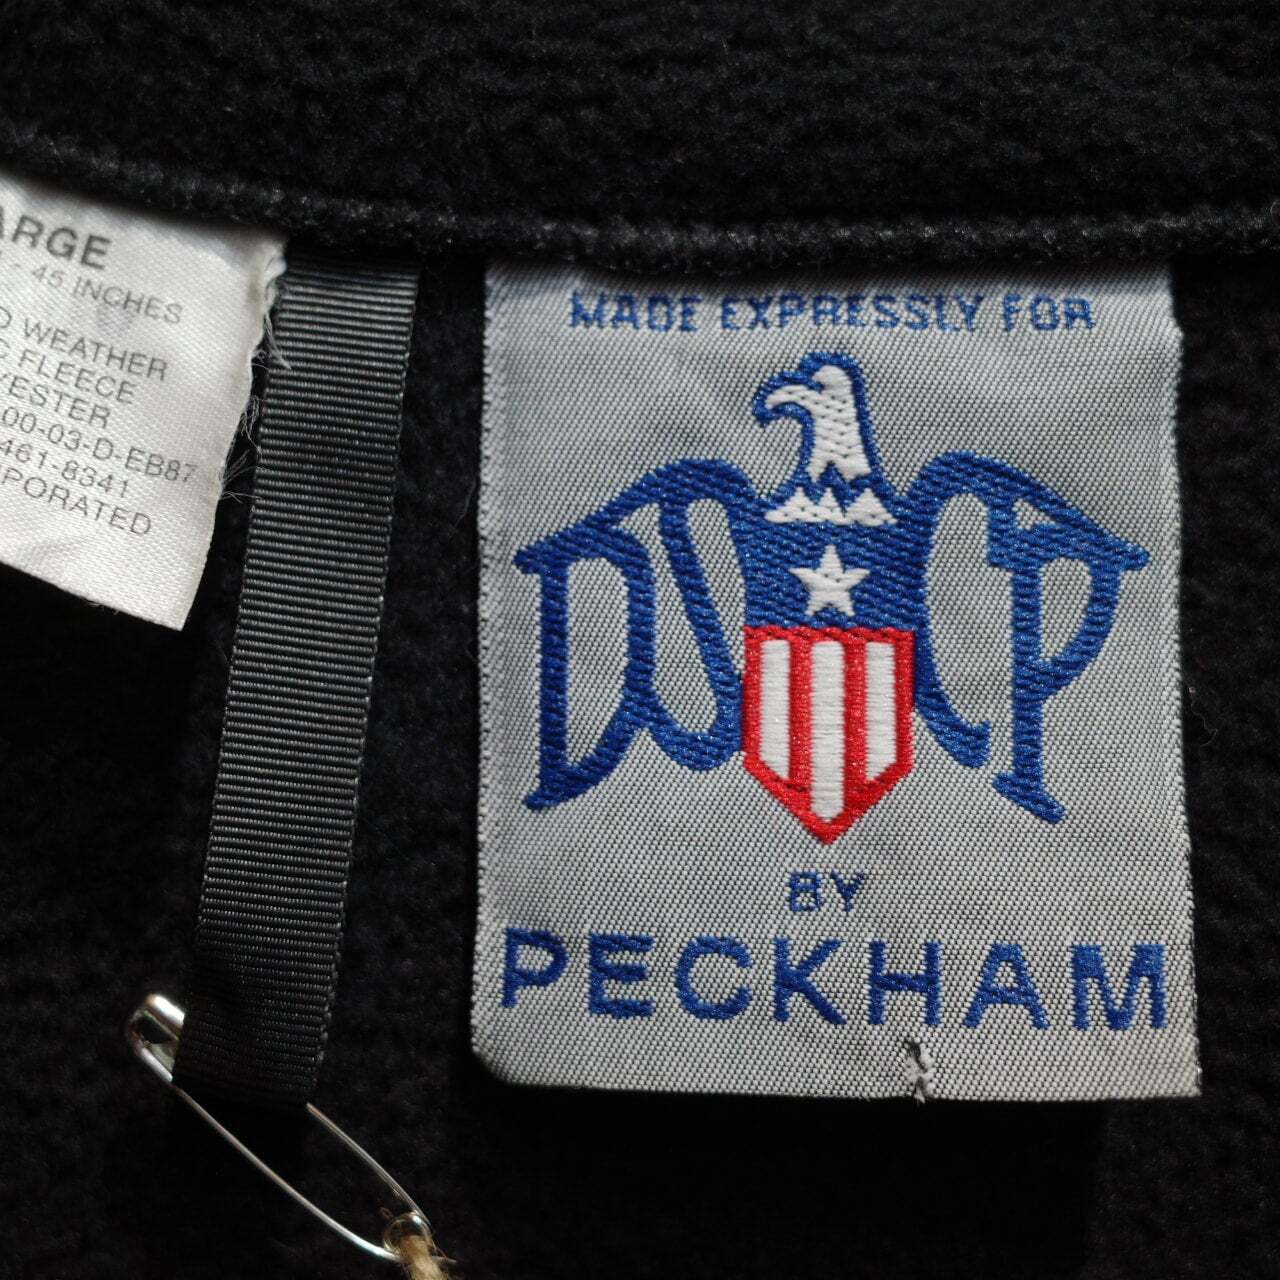 ARGE
- 45 INCHES
WEATHER
FLEECE
YESTER
00-03-D-EB87
461-8341
PORATED
MADE EXPRESSLY FOR
DSCP
BY
PECKHAM